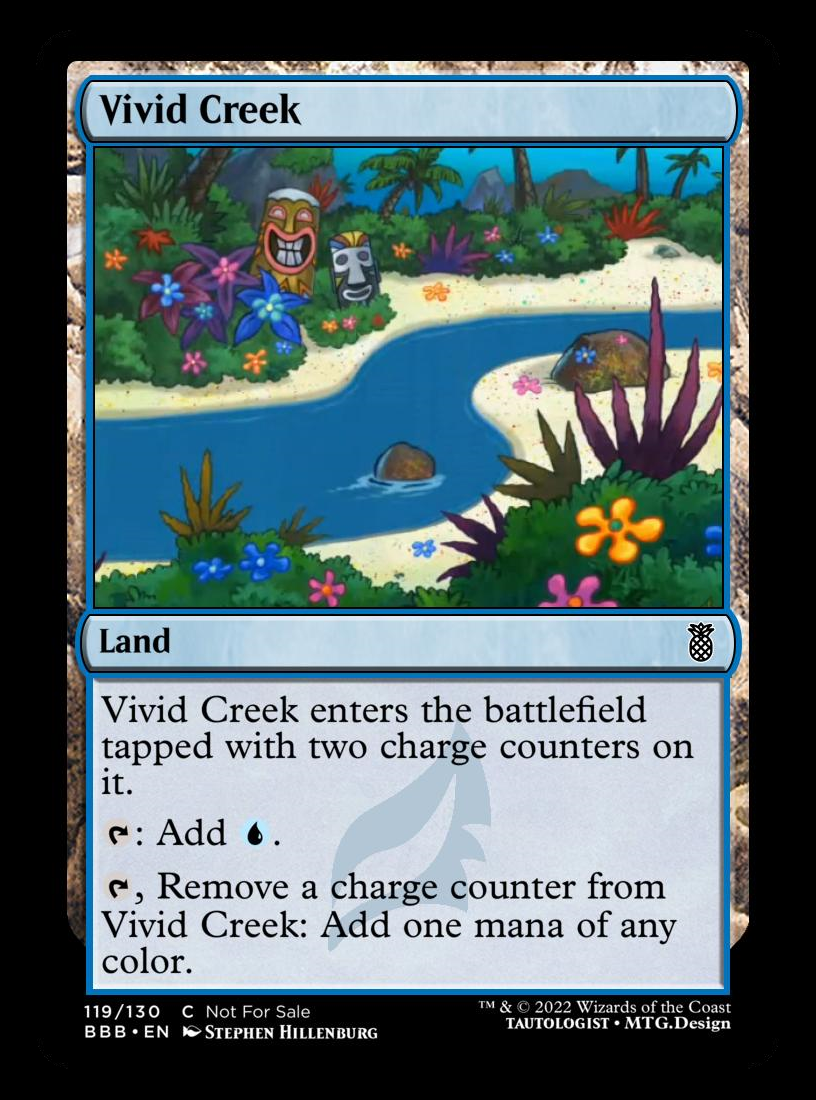 Vivid Creek
Land
Vivid Creek enters the battlefield
tapped with two charge counters on
it.
: Add .
, Remove a charge counter from
Vivid Creek: Add one mana of any
color.
119/130 C Not For Sale
BBB • EN STEPHEN HILLENBURG
™ & © 2022 Wizards of the Coast
TAUTOLOGIST • MTG.Design